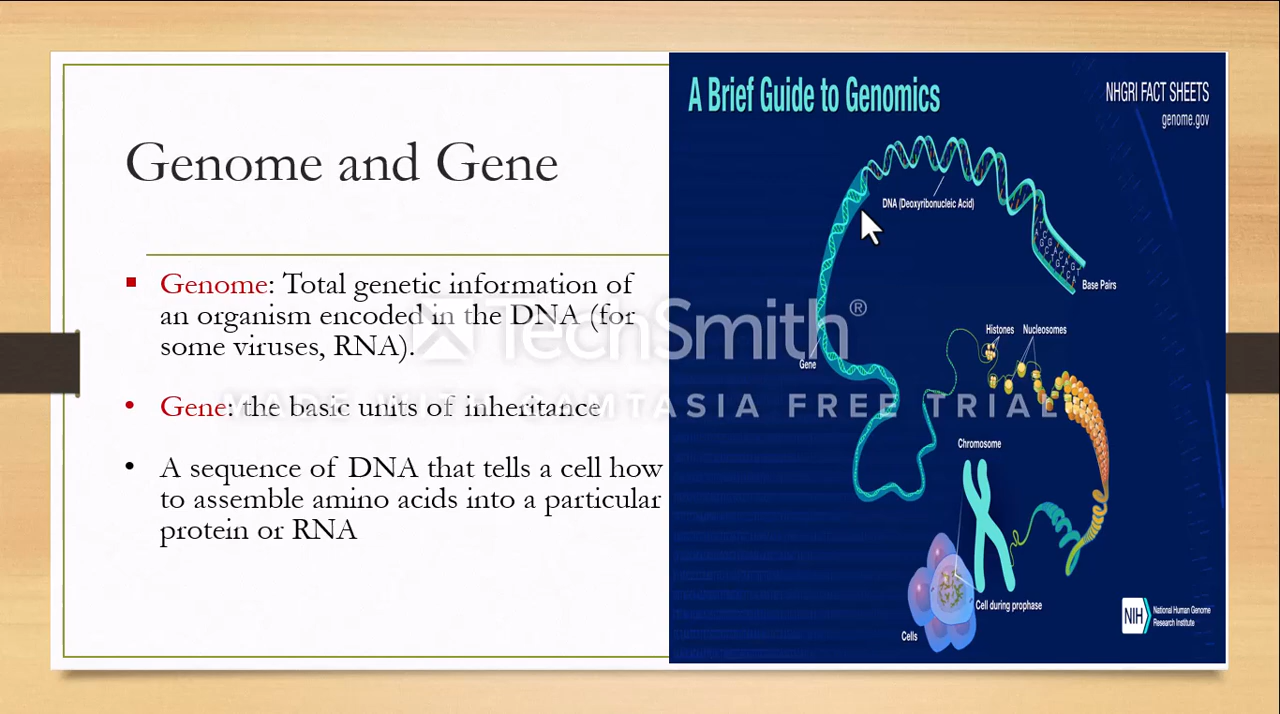 Genome and Gene
Genome: Total genetic information of
an organism encoded in the DNA (for
some viruses, RNA).
Gene: the basic units of inheritance
A sequence of DNA that tells a cell how
to assemble amino acids into a particular
protein or RNA
A Brief Guide to Genomics
NHGRI FACT SHEETS
genome.gov
DNA (Deoxyribonucleic Acid)
Base Pairs
Histones
Nucleosomes
Gene
Chromosome
Cell during prophase
Cells
NIH
National Human Genome
Research Institute
TechSmith®
MADE WITH CAMTASIA FREE TRIAL